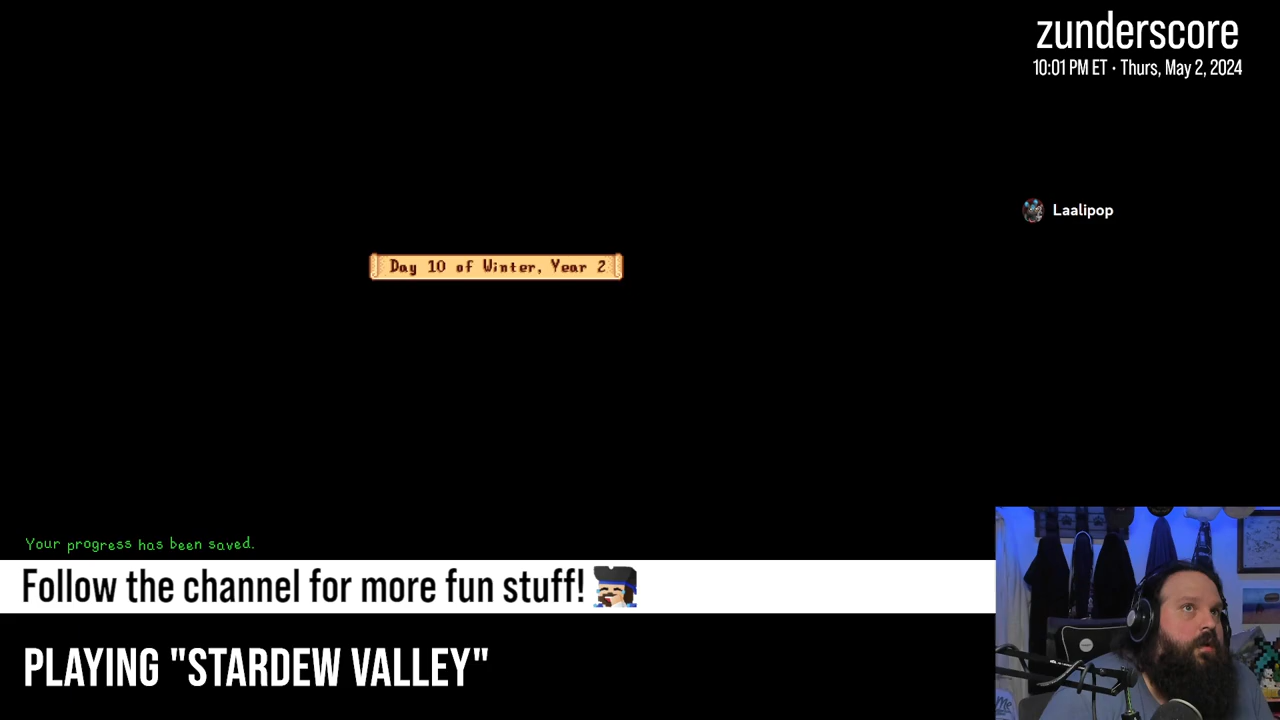 zunderscore
10:01 PM ET · Thurs, May 2, 2024
Laalipop
Day 10 of Winter, Year 2
Your progress has been saved.
Follow the channel for more fun stuff!
PLAYING "STARDEW VALLEY"